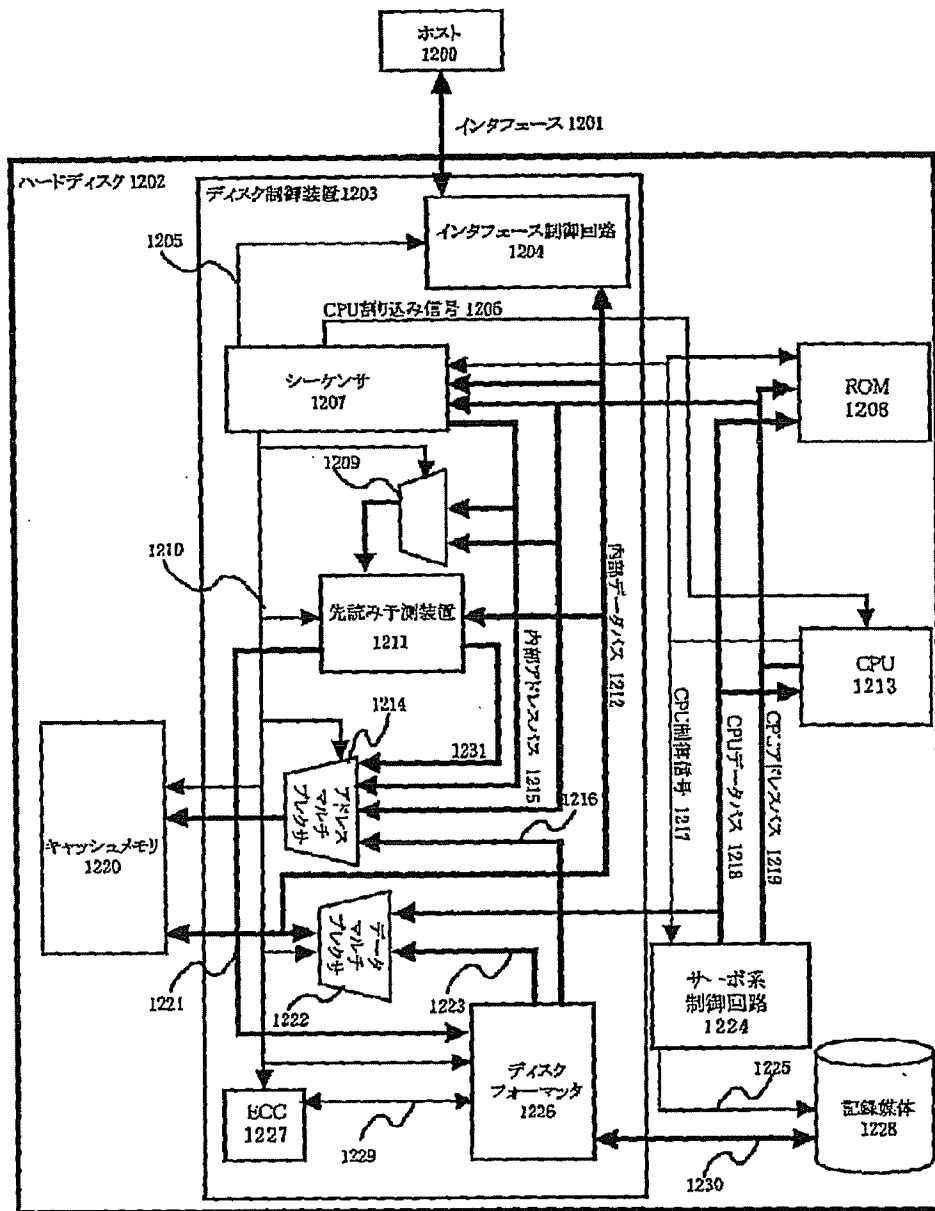 ホスト
1200
インタフェース 1201
ハードディスク 1202
ディスク制御装置1203
1205
インタフェース制御回路
1204
CPU割り込み信号 1206
シーケンサ
1207
ROM
1208
1209
1210
先読み予測装置
1211
内部データバス 1212
CPU
1213
1214
1231
内部アドレスバス 1215
アドレス
マルチ
プレクサ
1216
CPU制御信号 1217
CPUデータバス 1218
CPUアドレスバス 1219
キャッシュメモリ
1220
データ
マルチ
プレクサ
1221
1222
1223
サーボ系
制御回路
1224
1225
ディスク
フォーマッタ
1226
ECC
1227
記録媒体
1228
1229
1230